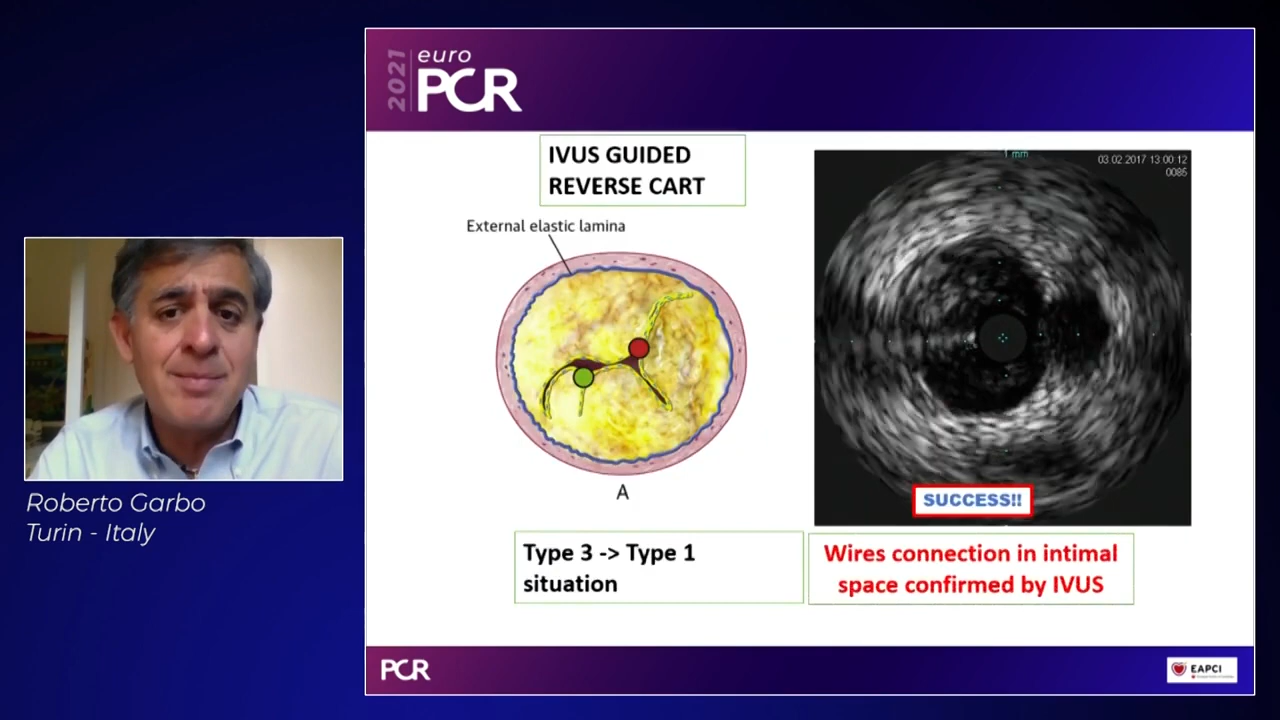 2021
euro
PCR
IVUS GUIDED
REVERSE CART
External elastic lamina
A
1 mm
03.02.2017 13:00:12
0085
SUCCESS!!
Type 3 -> Type 1
situation
Wires connection in intimal
space confirmed by IVUS
Roberto Garbo
Turin - Italy
PCR
EAPCI